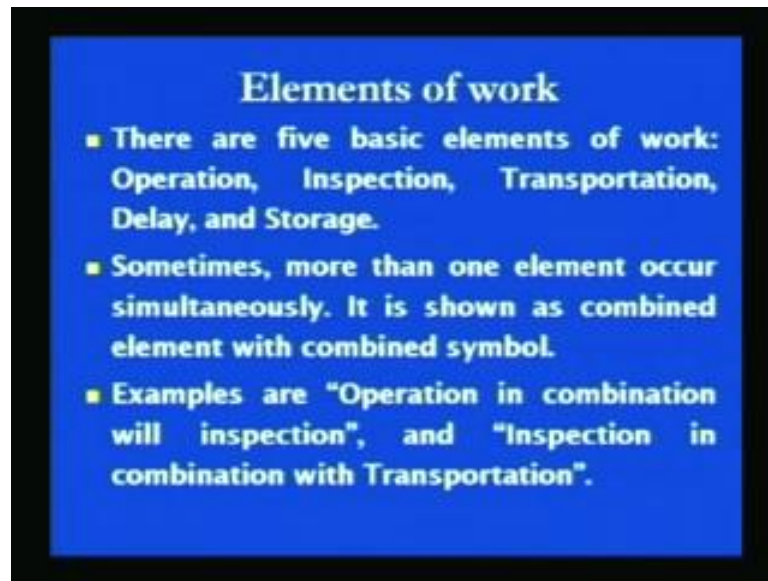 Elements of work
There are five basic elements of work:
Operation, Inspection, Transportation,
Delay, and Storage.
Sometimes, more than one element occur
simultaneously. It is shown as combined
element with combined symbol.
Examples are "Operation in combination
will inspection", and "Inspection in
combination with Transportation".